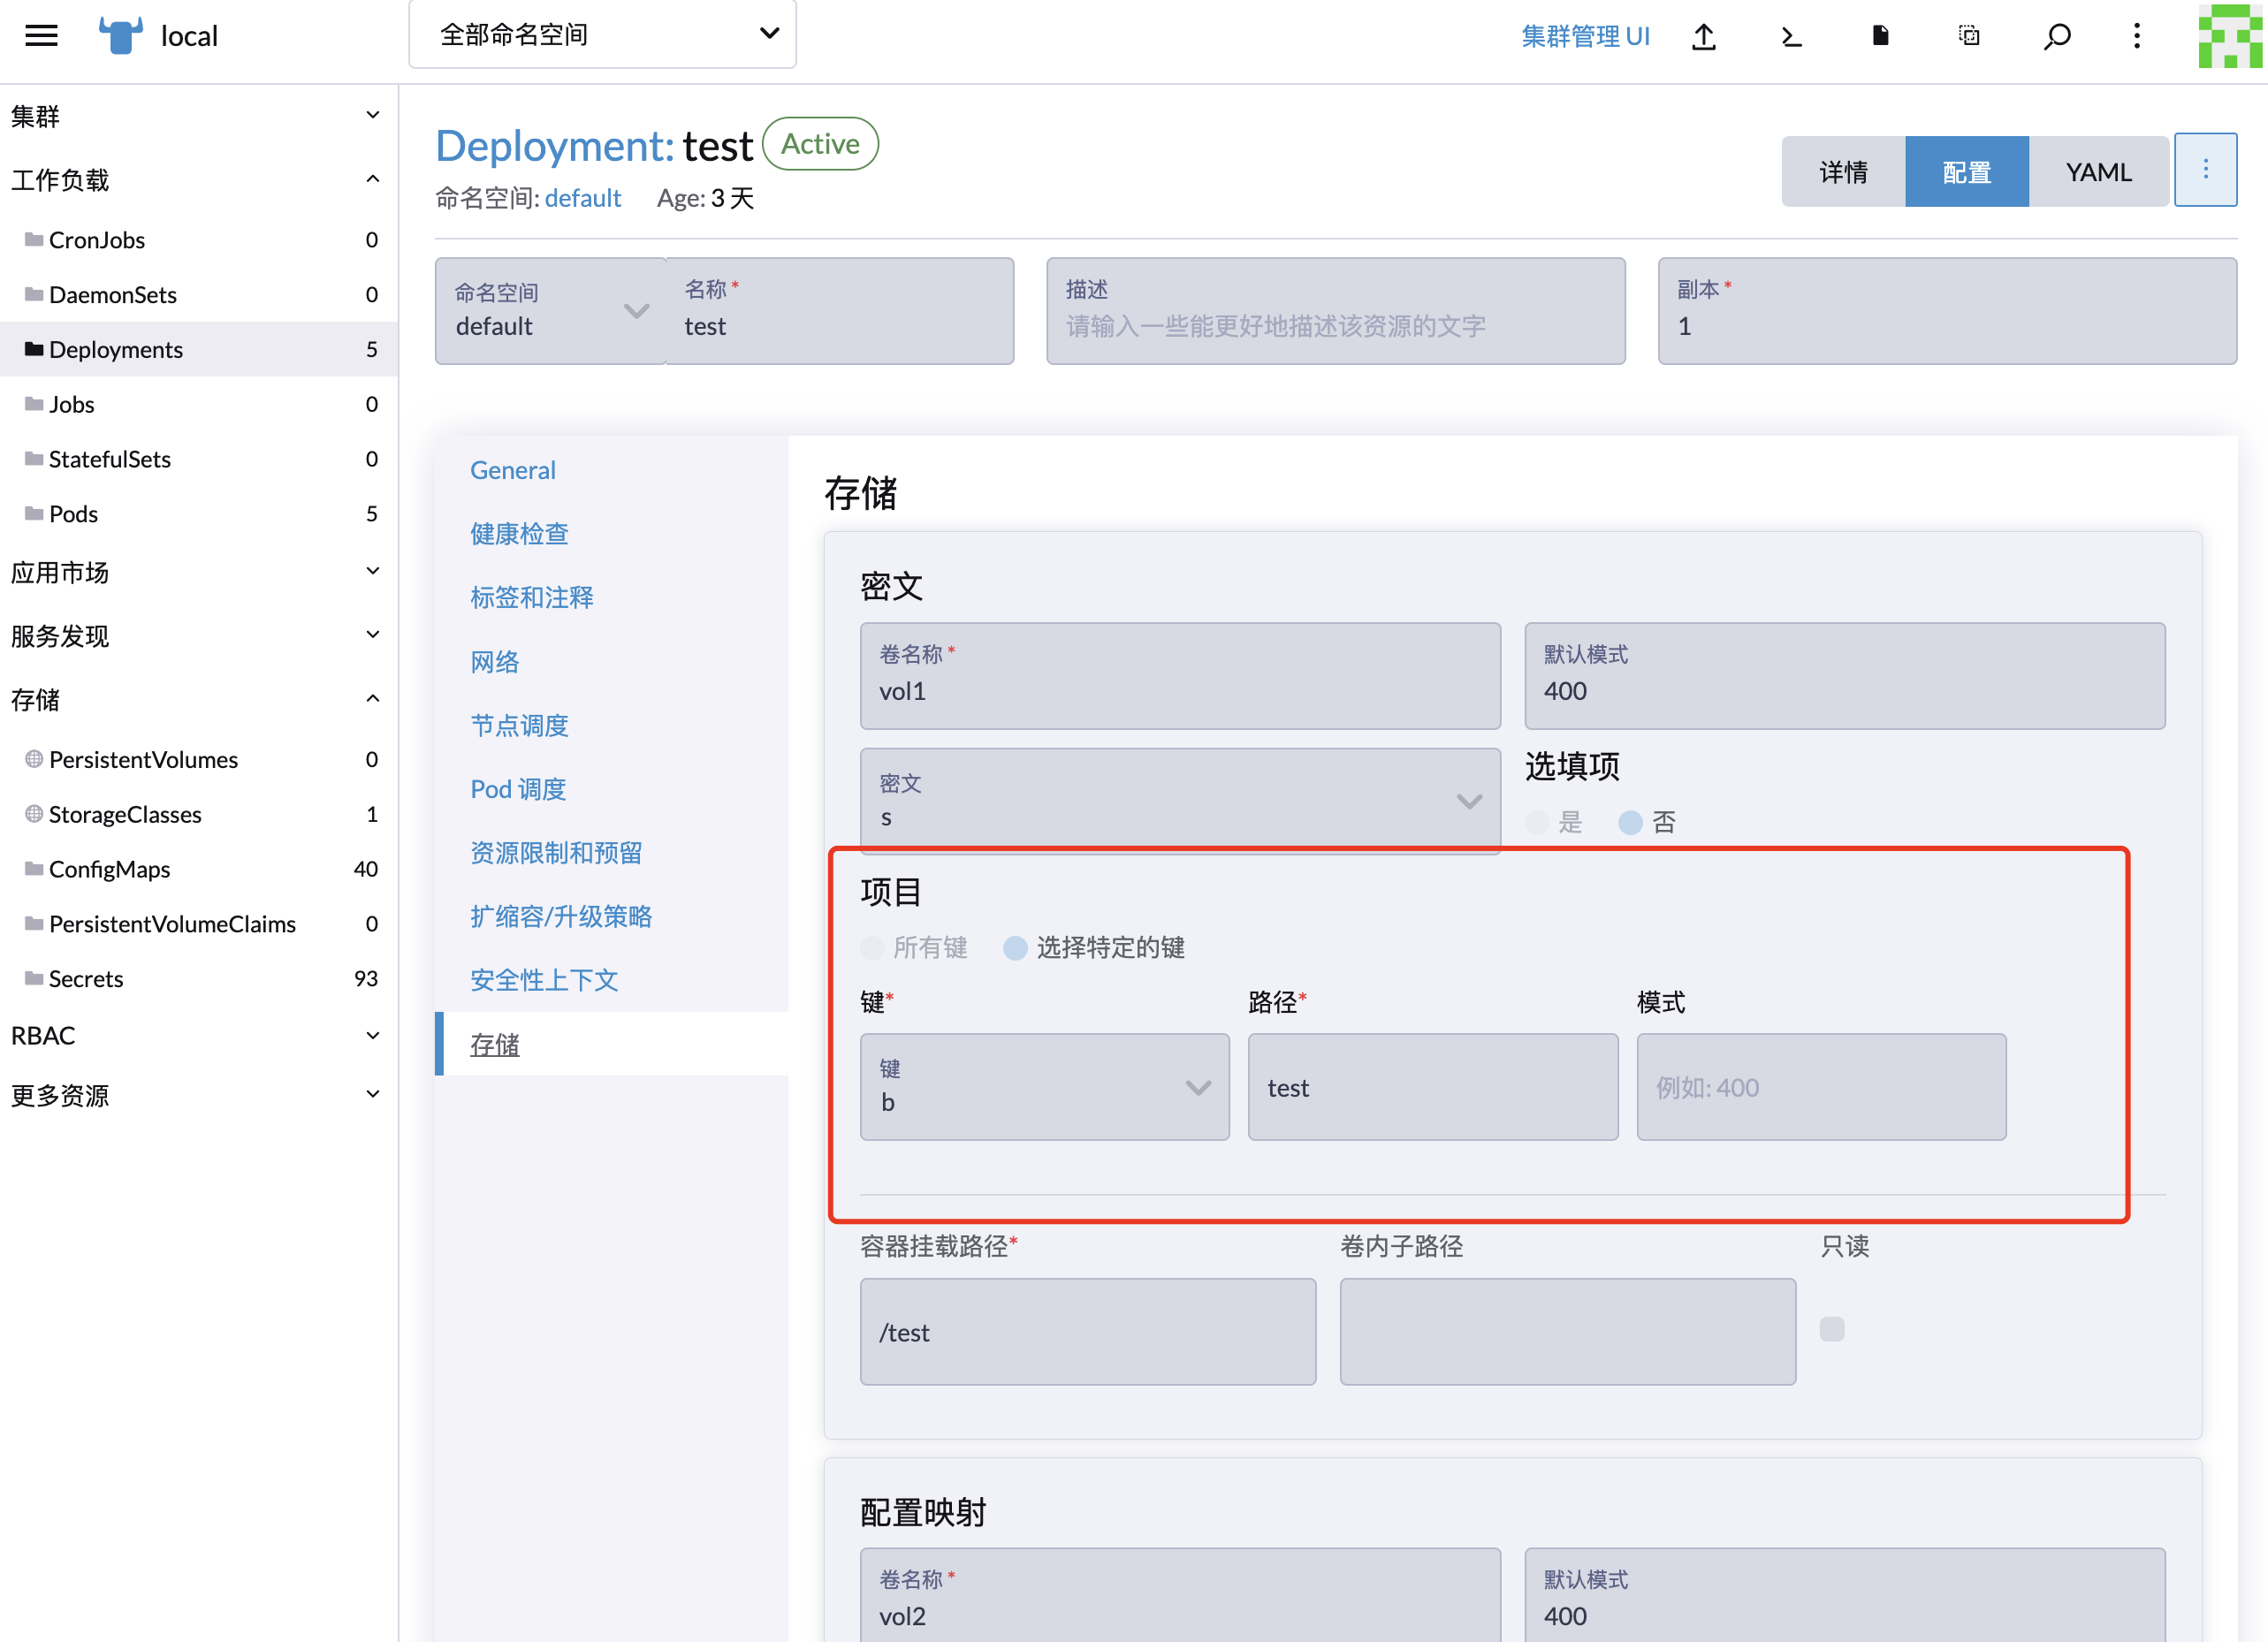 local
全部命名空间
集群管理 UI
集群
工作负载
CronJobs 0
DaemonSets 0
Deployments 5
Jobs 0
StatefulSets 0
Pods 5
应用市场
服务发现
存储
PersistentVolumes 0
StorageClasses 1
ConfigMaps 40
PersistentVolumeClaims 0
Secrets 93
RBAC
更多资源
Deployment: test Active
命名空间: default Age: 3 天
详情 配置 YAML
命名空间
default
名称*
test
描述
请输入一些能更好地描述该资源的文字
副本*
1
General
健康检查
标签和注释
网络
节点调度
Pod 调度
资源限制和预留
扩缩容/升级策略
安全性上下文
存储
存储
密文
卷名称*
vol1
默认模式
400
密文
s
选填项
是 否
项目
所有键 选择特定的键
键* 路径* 模式
键
b
test
例如: 400
容器挂载路径* 卷内子路径 只读
/test
配置映射
卷名称*
vol2
默认模式
400